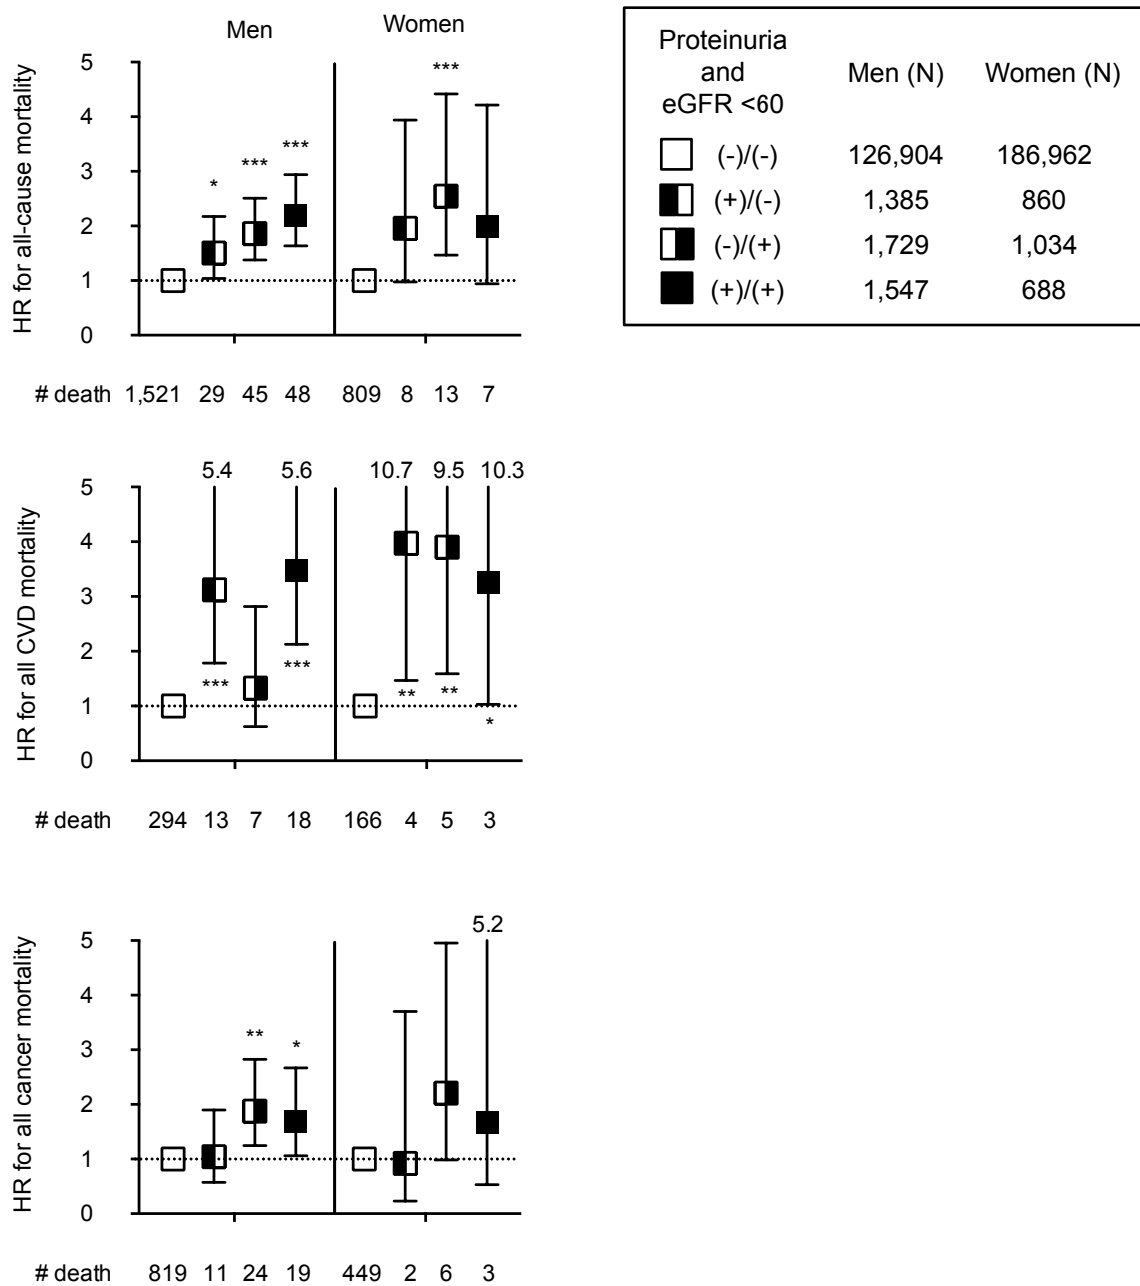 Men
Women
HR for all-cause mortality
5
4
3
2
1
0
*
***
***
***
# death 1,521 29 45 48 809 8 13 7
Proteinuria
and
eGFR <60
Men (N) Women (N)
(-)/(-) 126,904 186,962
(+)/(-) 1,385 860
(-)/(+) 1,729 1,034
(+)/(+) 1,547 688
HR for all CVD mortality
5.4 5.6 10.7 9.5 10.3
5
4
3
2
1
0
***
***
**
**
*
# death 294 13 7 18 166 4 5 3
HR for all cancer mortality
5.2
5
4
3
2
1
0
**
*
# death 819 11 24 19 449 2 6 3